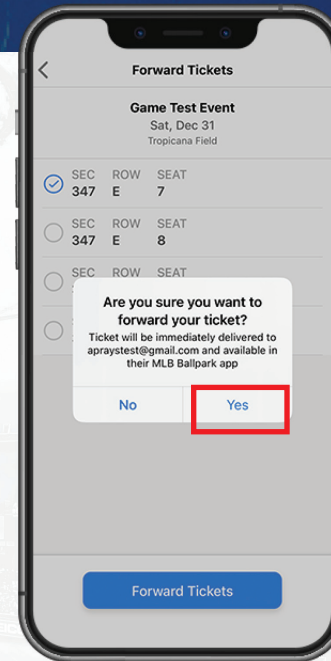 Forward Tickets
Game Test Event
Sat, Dec 31
Tropicana Field
SEC ROW SEAT
347 E 7
SEC ROW SEAT
347 E 8
SEC ROW SEAT
Are you sure you want to
forward your ticket?
Ticket will be immediately delivered to
apraystest@gmail.com and available in
their MLB Ballpark app
No Yes
Forward Tickets